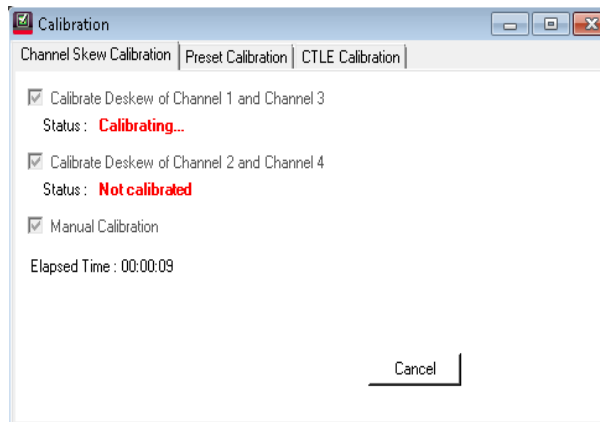 Calibration
Channel Skew Calibration Preset Calibration CTLE Calibration
Calibrate Deskew of Channel 1 and Channel 3
Status : Calibrating...
Calibrate Deskew of Channel 2 and Channel 4
Status : Not calibrated
Manual Calibration
Elapsed Time : 00:00:09
Cancel